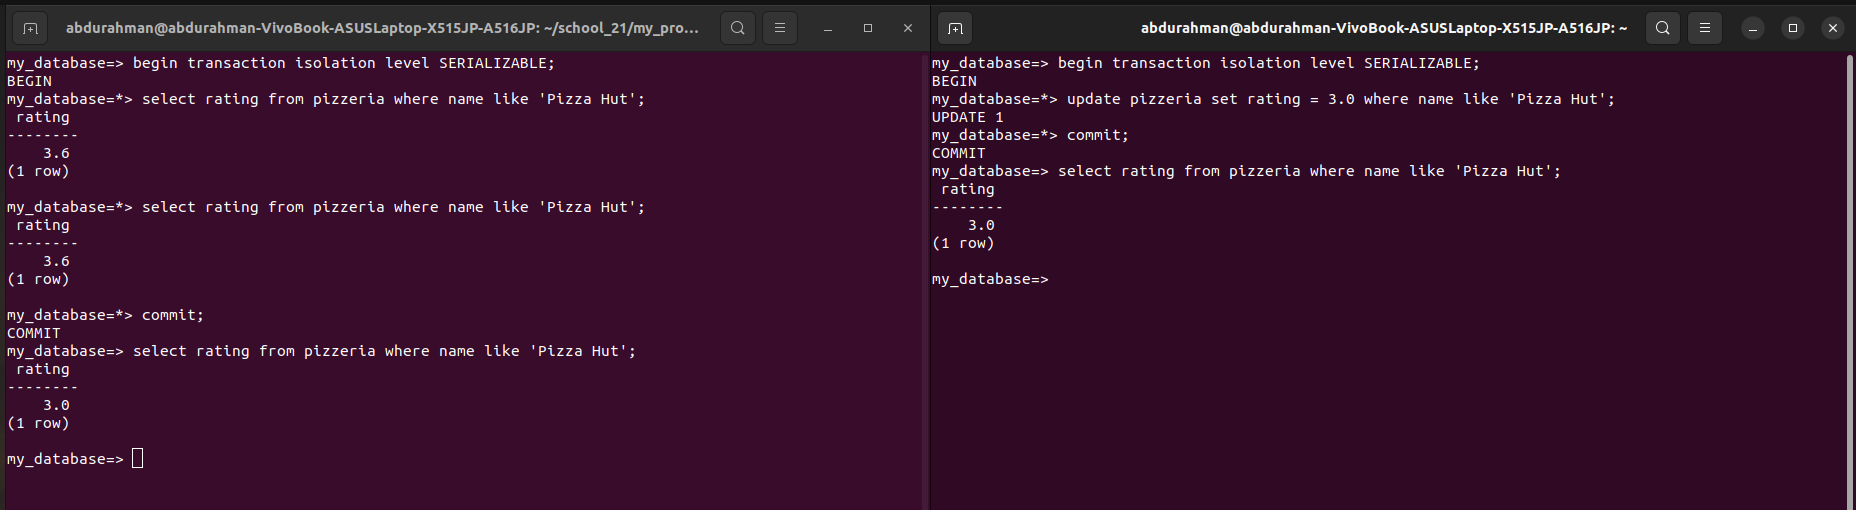 abdurahman@abdurahman-VivoBook-ASUSLaptop-X515JP-A516JP: ~/school_21/my_pro...
my_database=> begin transaction isolation level SERIALIZABLE;
BEGIN
my_database=*> select rating from pizzeria where name like 'Pizza Hut';
 rating
--------
    3.6
(1 row)

my_database=*> select rating from pizzeria where name like 'Pizza Hut';
 rating
--------
    3.6
(1 row)

my_database=*> commit;
COMMIT
my_database=> select rating from pizzeria where name like 'Pizza Hut';
 rating
--------
    3.0
(1 row)

my_database=>
abdurahman@abdurahman-VivoBook-ASUSLaptop-X515JP-A516JP: ~
my_database=> begin transaction isolation level SERIALIZABLE;
BEGIN
my_database=*> update pizzeria set rating = 3.0 where name like 'Pizza Hut';
UPDATE 1
my_database=*> commit;
COMMIT
my_database=> select rating from pizzeria where name like 'Pizza Hut';
 rating
--------
    3.0
(1 row)

my_database=>